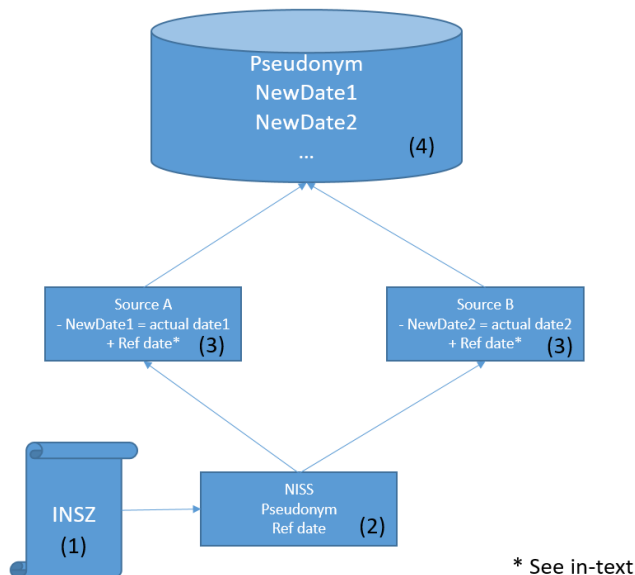 Pseudonym
NewDate1
NewDate2
...
(4)
Source A
- NewDate1 = actual date1
+ Ref date*
(3)
Source B
- NewDate2 = actual date2
+ Ref date*
(3)
INSZ
(1)
NISS
Pseudonym
Ref date
(2)
* See in-text